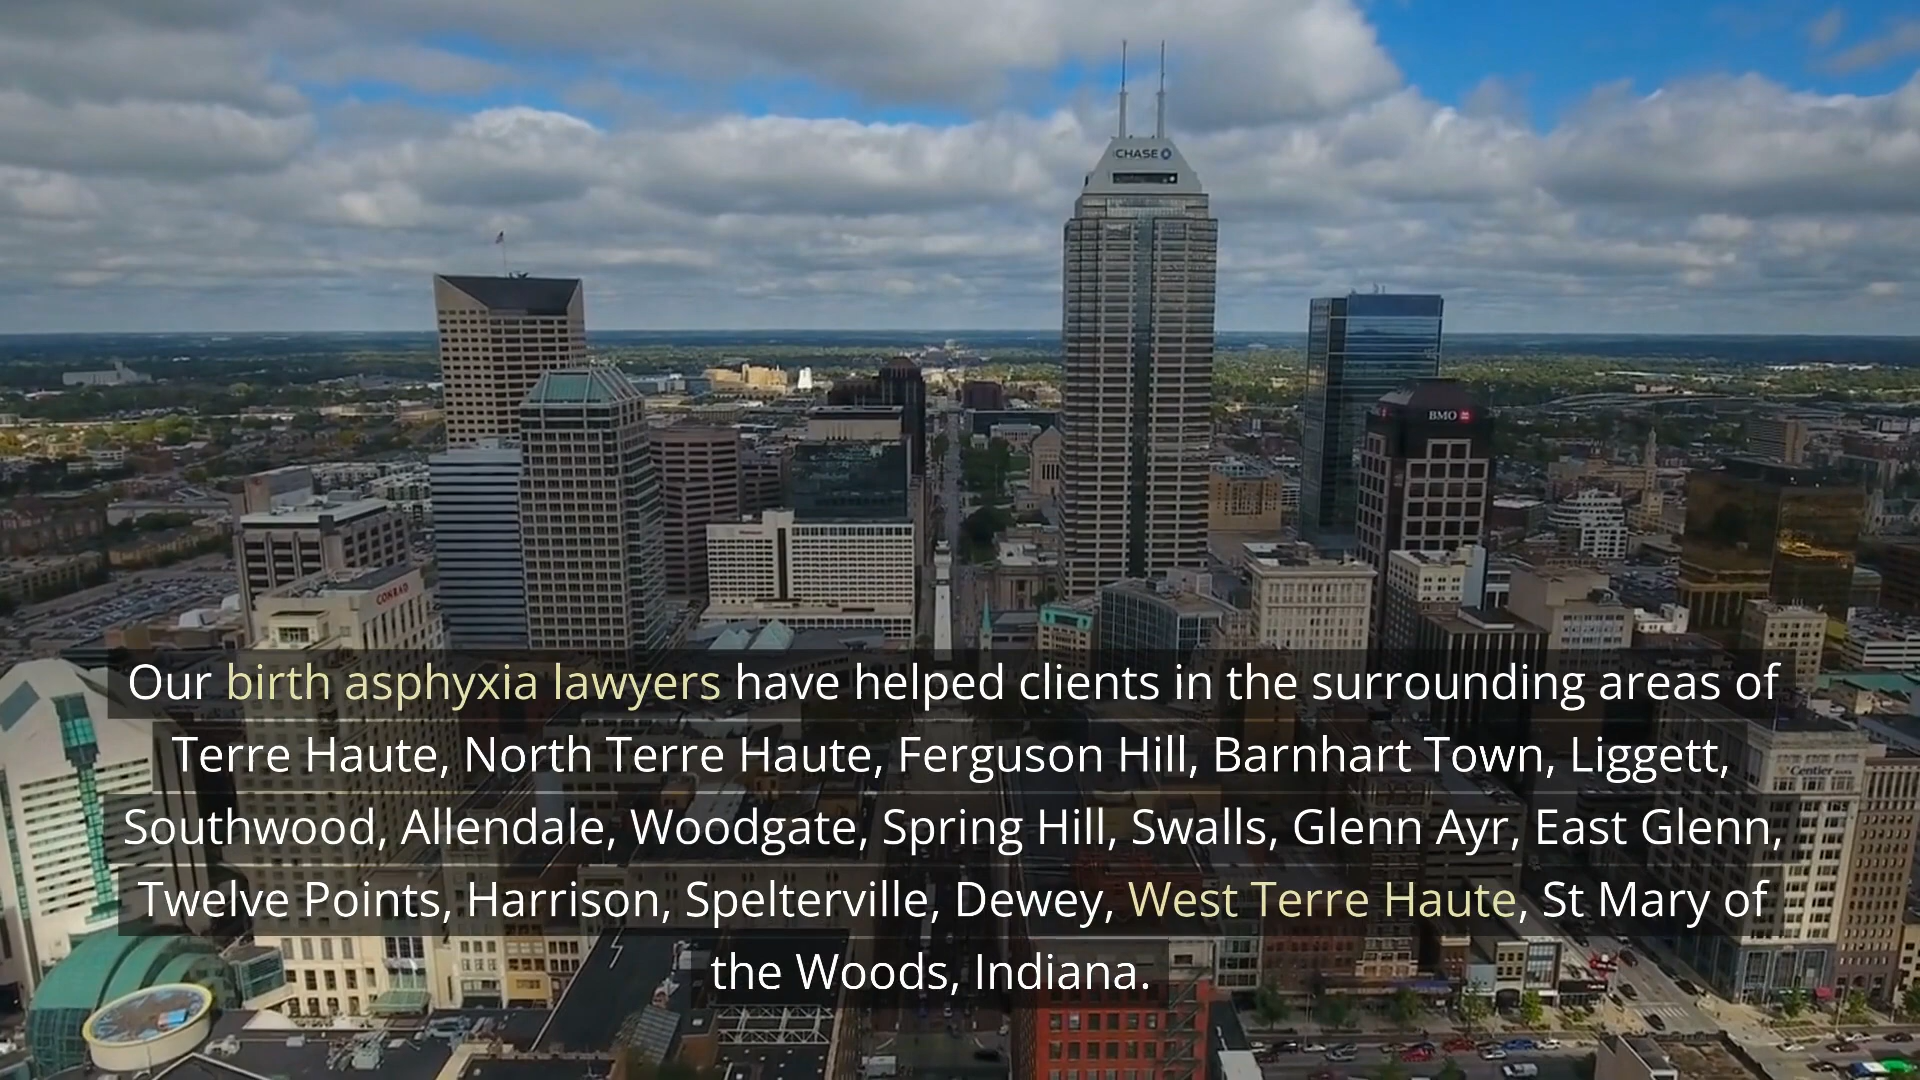 CHASE
BMO
CONRAD
Centier
Our birth asphyxia lawyers have helped clients in the surrounding areas of
Terre Haute, North Terre Haute, Ferguson Hill, Barnhart Town, Liggett,
Southwood, Allendale, Woodgate, Spring Hill, Swalls, Glenn Ayr, East Glenn,
Twelve Points, Harrison, Spelterville, Dewey, West Terre Haute, St Mary of
the Woods, Indiana.